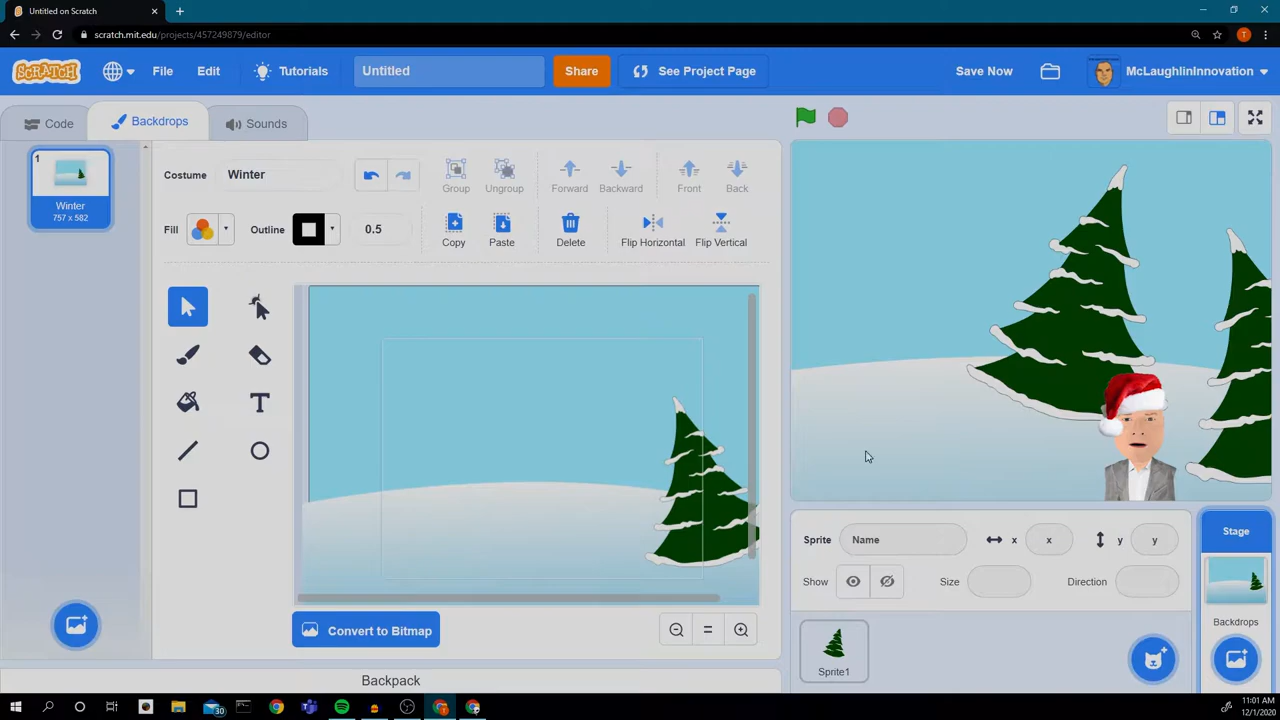 Untitled on Scratch
scratch.mit.edu/projects/457249879/editor
T
SCRATCH
File
Edit
Tutorials
Untitled
Share
See Project Page
Save Now
McLaughlinInnovation
Code
Backdrops
Sounds
1
Winter
757 x 582
Costume
Winter
Group
Ungroup
Forward
Backward
Front
Back
Fill
Outline
0.5
Copy
Paste
Delete
Flip Horizontal
Flip Vertical
T
Convert to Bitmap
Backpack
Sprite
Name
x
x
y
y
Show
Size
Direction
Sprite1
Stage
Backdrops
30
11:01 AM
12/1/2020